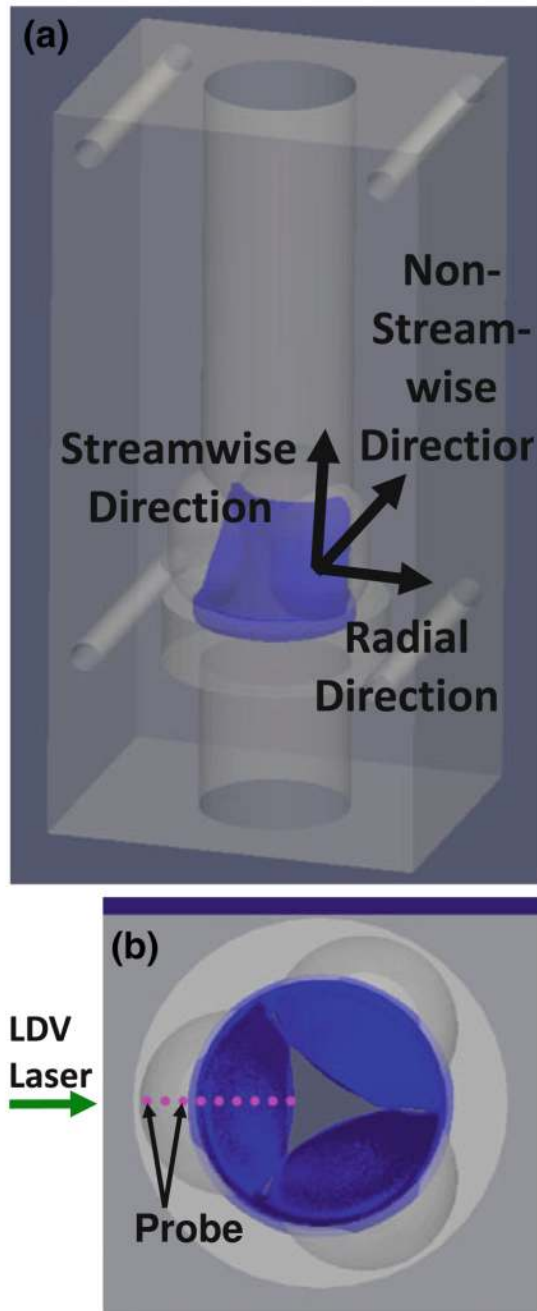 (a)
Non-
Stream-
wise
Direction
Streamwise
Direction
Radial
Direction
(b)
LDV
Laser
Probe